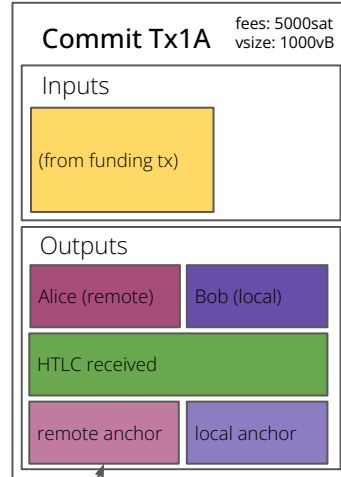 Commit Tx1A
fees: 5000sat
vsize: 1000vB
Inputs
(from funding tx)
Outputs
Alice (remote)
Bob (local)
HTLC received
remote anchor
local anchor